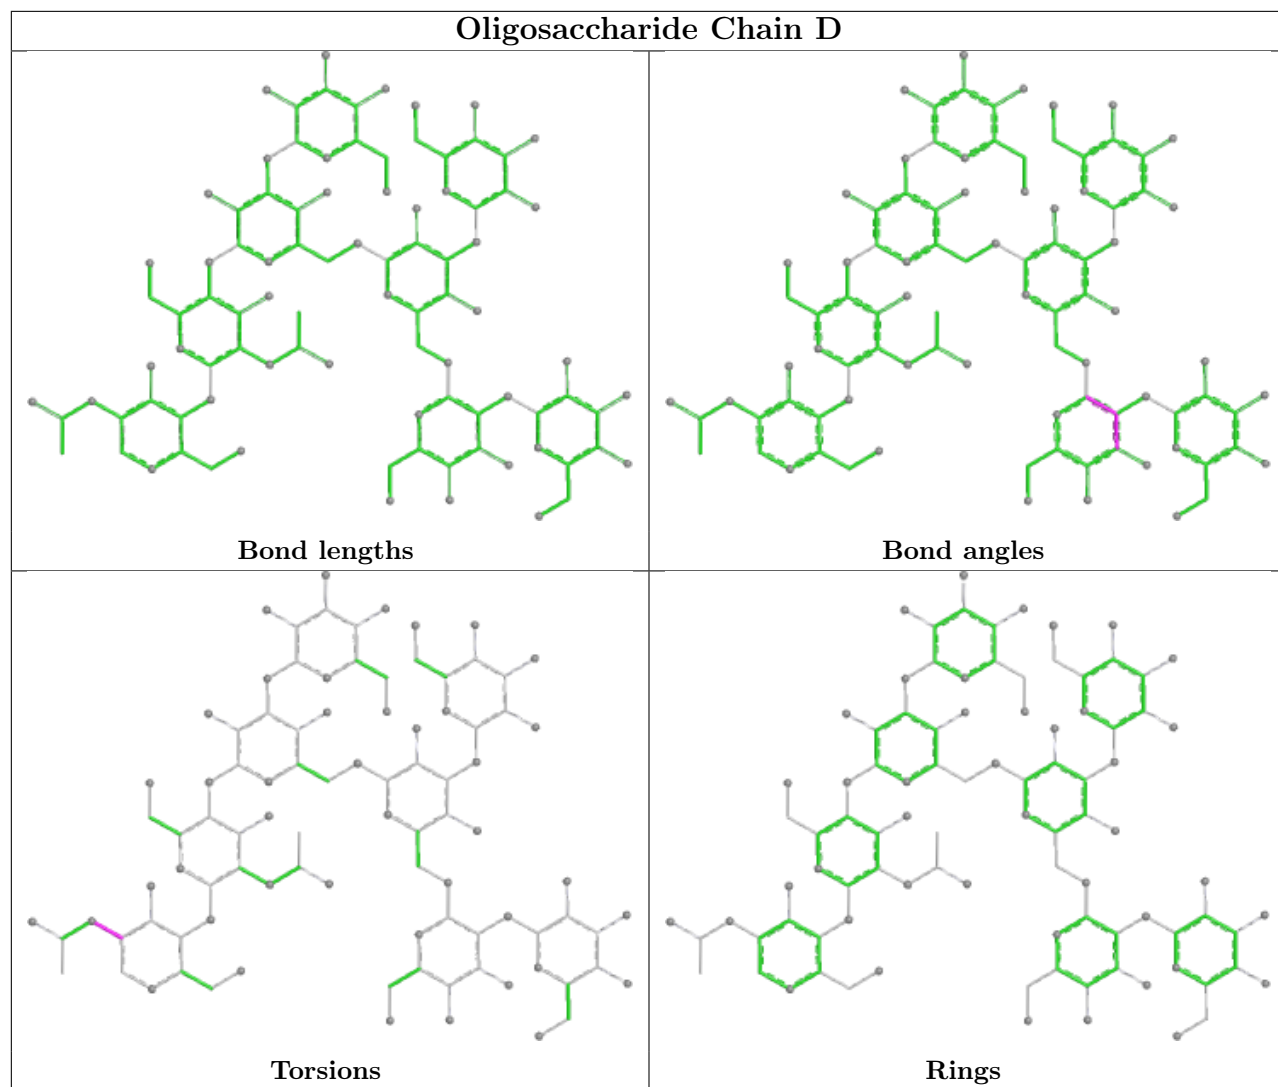 Oligosaccharide Chain D
Bond lengths
Bond angles
Torsions
Rings